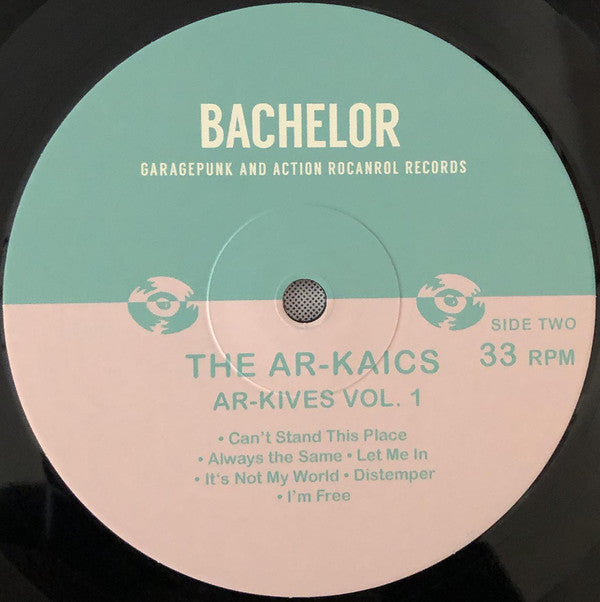 BACHELOR
GARAGEPUNK AND ACTION ROCANROL RECORDS
SIDE TWO
THE AR-KAICS 33 RPM
AR-KIVES VOL. 1
• Can't Stand This Place
• Always the Same • Let Me In
• It‘s Not My World • Distemper
• I'm Free